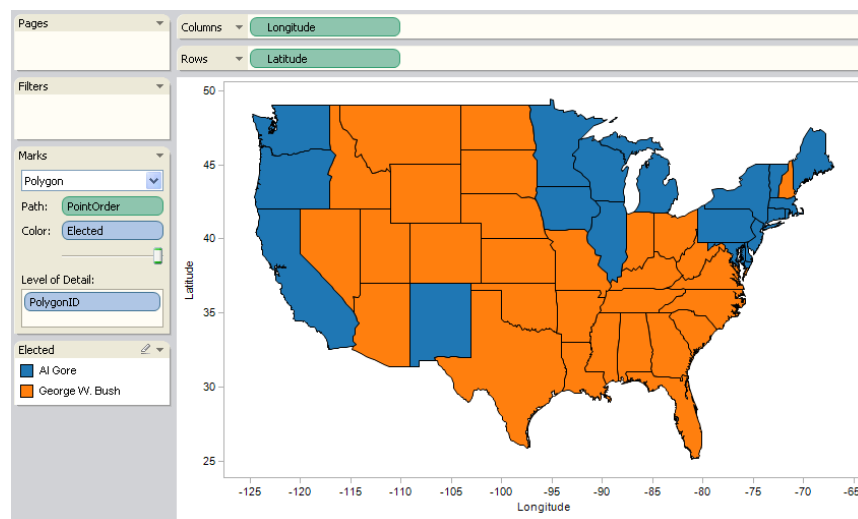 Pages
Columns
Longitude
Rows
Latitude
Filters
Marks
Polygon
Path: PointOrder
Color: Elected
Level of Detail:
PolygonID
Elected
Al Gore
George W. Bush
50
45
40
35
30
25
Latitude
-125 -120 -115 -110 -105 -100 -95 -90 -85 -80 -75 -70 -65
Longitude